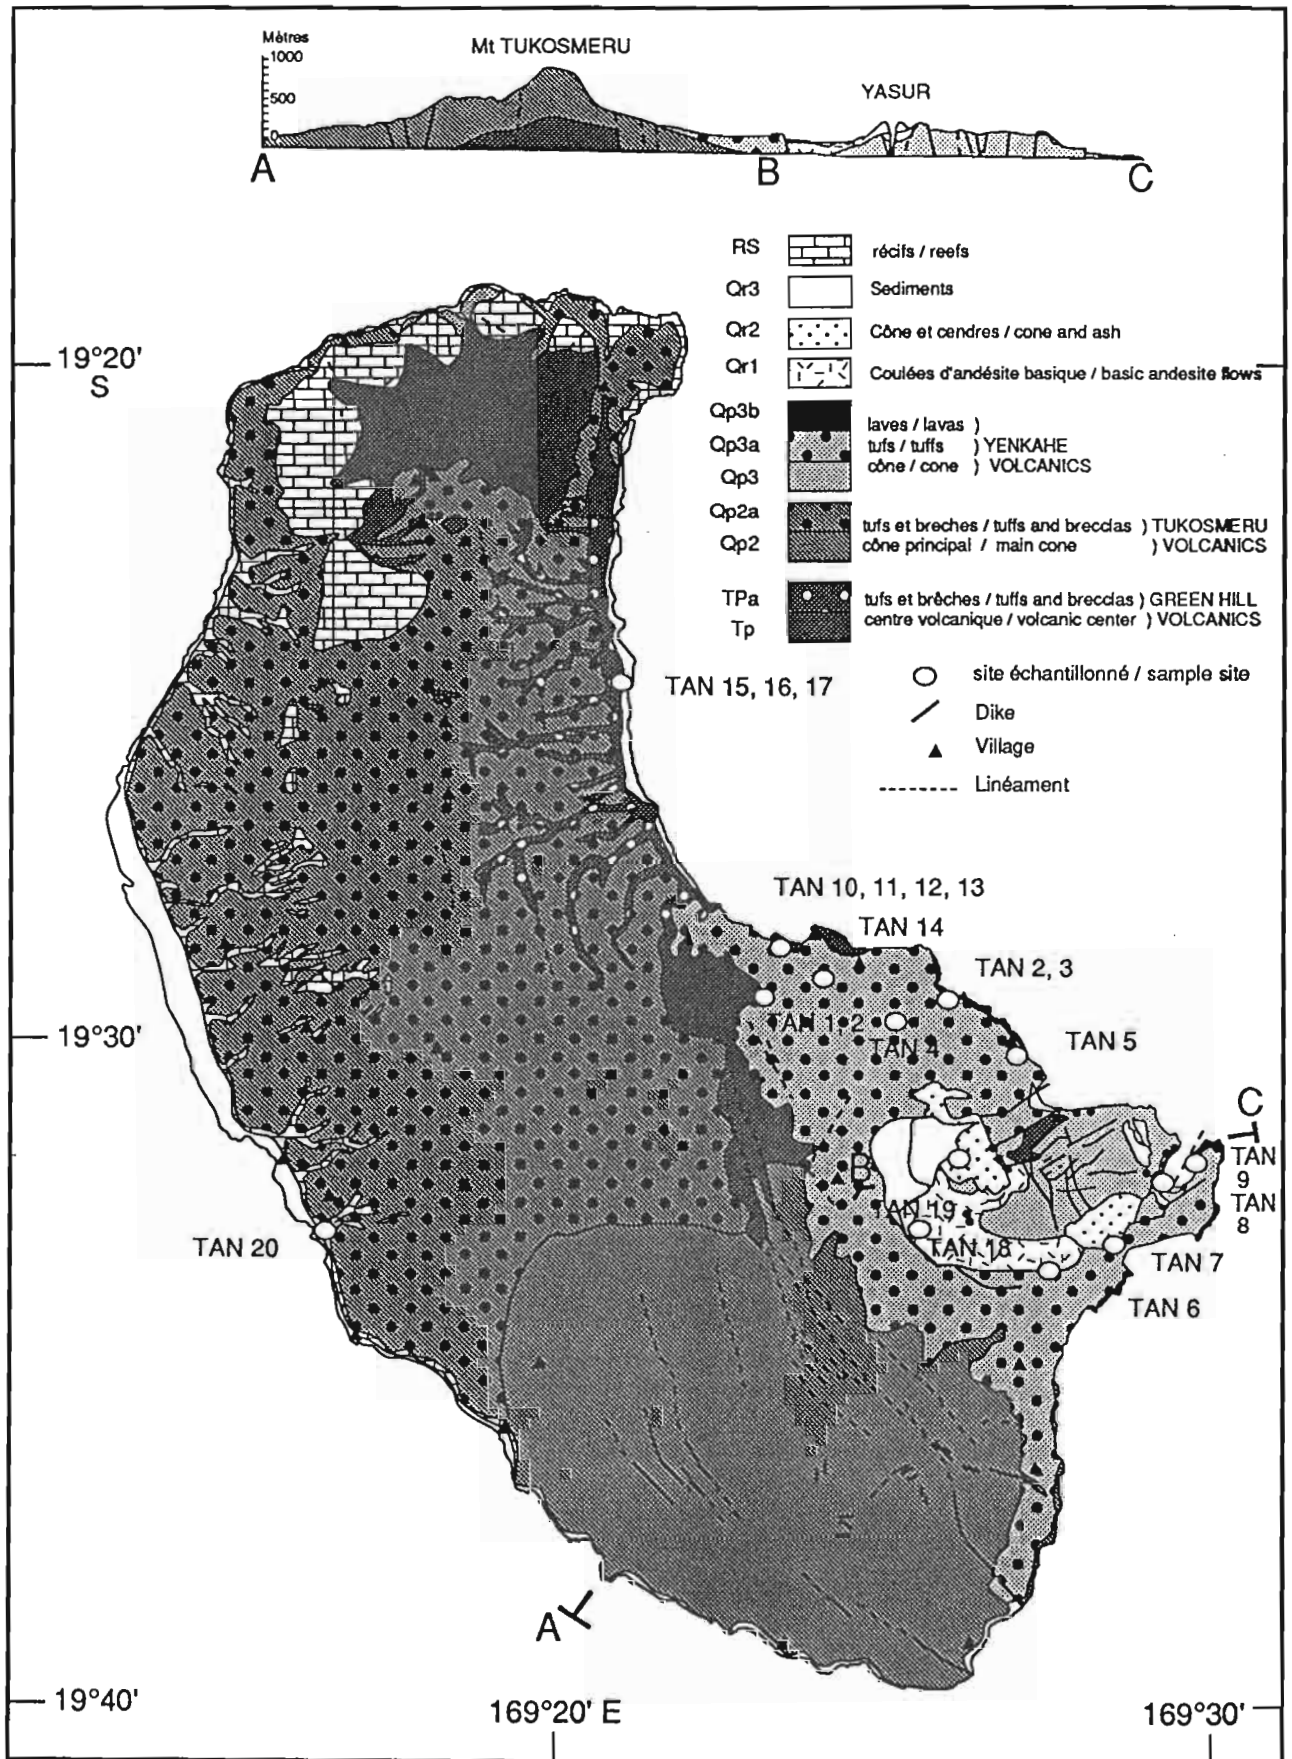 Mètres
1000
500
0
Mt TUKOSMERU
YASUR
A
B
C
RS récifs / reefs
Qr3 Sediments
Qr2 Cône et cendres / cone and ash
Qr1 Coulées d'andésite basique / basic andesite flows
Qp3b laves / lavas )
Qp3a tufs / tuffs ) YENKAHE
Qp3 cône / cone ) VOLCANICS
Qp2a tufs et breches / tuffs and breccias ) TUKOSMERU
Qp2 cône principal / main cone ) VOLCANICS
TPa tufs et brêches / tuffs and breccias ) GREEN HILL
Tp centre volcanique / volcanic center ) VOLCANICS
site échantillonné / sample site
Dike
Village
Linéament
19°20'
S
TAN 15, 16, 17
TAN 10, 11, 12, 13
TAN 14
TAN 2, 3
TAN 1-2
TAN 4
TAN 5
19°30'
C
B
TAN
9
TAN
8
TAN 19
TAN 18
TAN 7
TAN 6
TAN 20
A
19°40'
169°20' E
169°30'